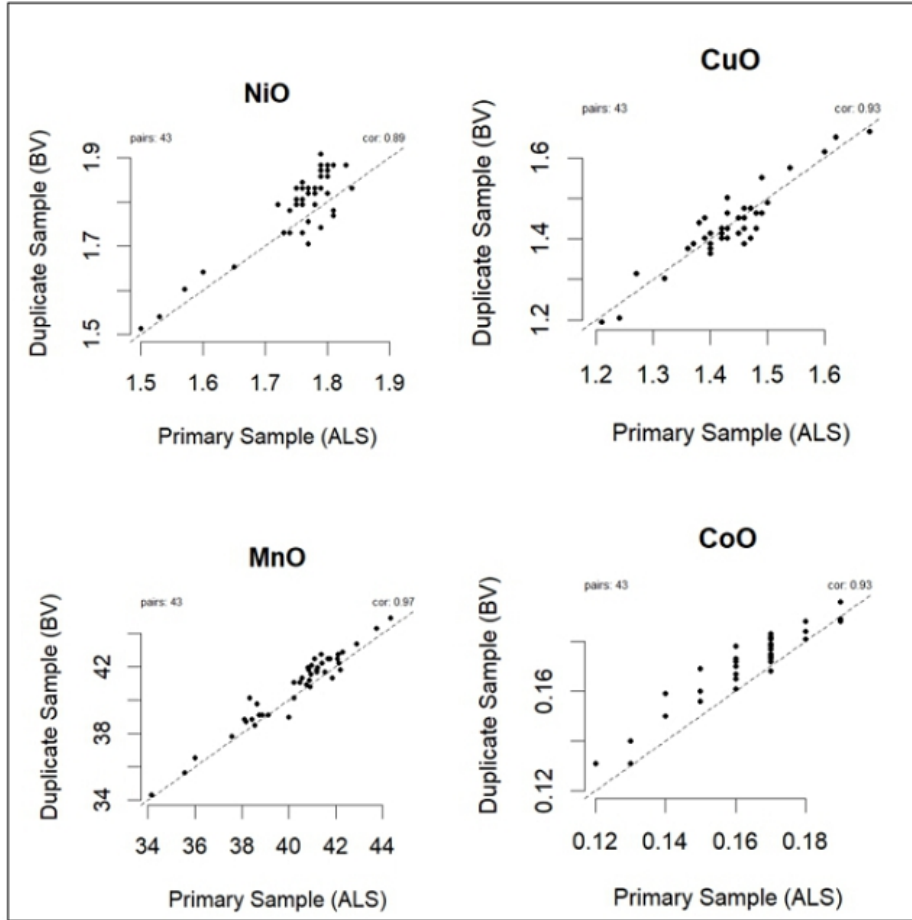 NiO
pairs: 43
cor: 0.89
Duplicate Sample (BV)
1.9
1.7
1.5
1.5 1.6 1.7 1.8 1.9
Primary Sample (ALS)
CuO
pairs: 43
cor: 0.93
Duplicate Sample (BV)
1.6
1.4
1.2
1.2 1.3 1.4 1.5 1.6
Primary Sample (ALS)
MnO
pairs: 43
cor: 0.97
Duplicate Sample (BV)
42
38
34
34 36 38 40 42 44
Primary Sample (ALS)
CoO
pairs: 43
cor: 0.93
Duplicate Sample (BV)
0.16
0.12
0.12 0.14 0.16 0.18
Primary Sample (ALS)